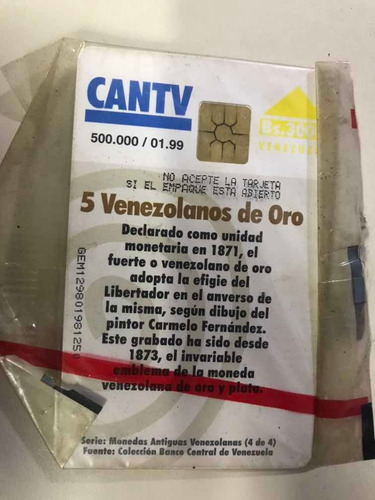 CANTV
500.000 / 01.99
Bs.3000
VENEZUELA
NO ACEPTE LA TARJETA
SI EL EMPAQUE ESTA ABIERTO
5 Venezolanos de Oro
Declarado como unidad
monetaria en 1871, el
fuerte o venezolano de oro
adopta la efigie del
Libertador en el anverso de
la misma, según dibujo del
pintor Carmelo Fernández.
Este grabado ha sido desde
1873, el invariable
emblema de la moneda
venezolana de oro y plata.
GEM129801981250
Serie: Monedas Antiguas Venezolanas (4 de 4)
Fuente: Colección Banco Central de Venezuela